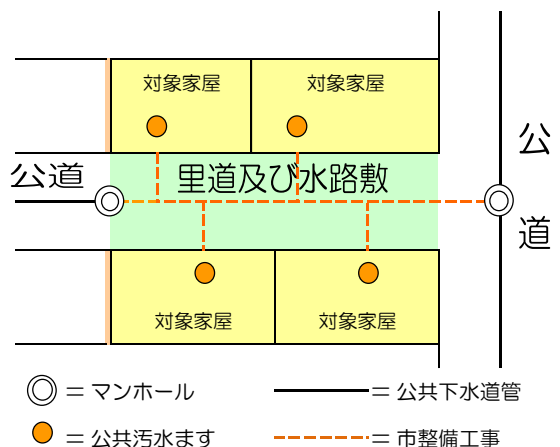 対象家屋
対象家屋
公道
里道及び水路敷
公道
対象家屋
対象家屋
＝マンホール
＝公共下水道管
＝公共汚水ます
＝市整備工事